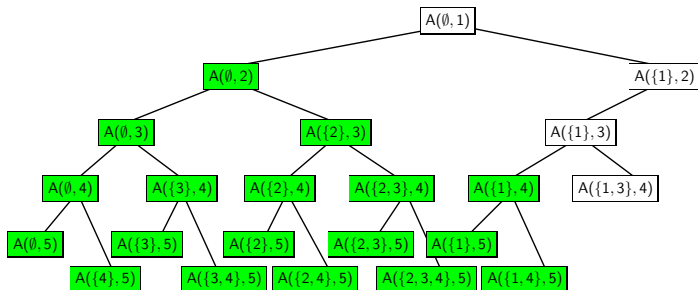 A(∅, 1)
A(∅, 2)
A({1}, 2)
A(∅, 3)
A({2}, 3)
A({1}, 3)
A(∅, 4)
A({3}, 4)
A({2}, 4)
A({2, 3}, 4)
A({1}, 4)
A({1, 3}, 4)
A(∅, 5)
A({3}, 5)
A({2}, 5)
A({2, 3}, 5)
A({1}, 5)
A({4}, 5)
A({3, 4}, 5)
A({2, 4}, 5)
A({2, 3, 4}, 5)
A({1, 4}, 5)